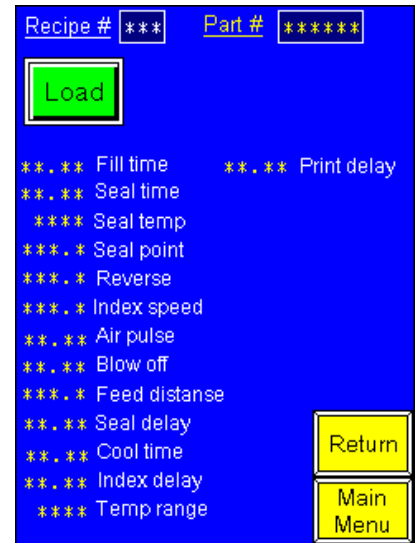 Recipe # *** Part # ******
Load
**.** Fill time **.** Print delay
**.** Seal time
**** Seal temp
***.* Seal point
***.* Reverse
***.* Index speed
**.** Air pulse
**.** Blow off
***.* Feed distanse
**.** Seal delay
**.** Cool time
**.** Index delay
**** Temp range
Return
Main
Menu